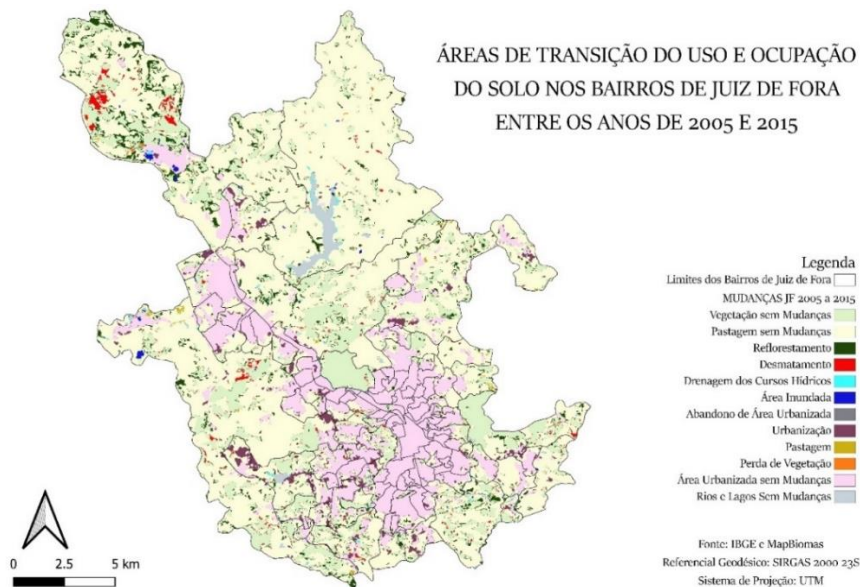 ÁREAS DE TRANSIÇÃO DO USO E OCUPAÇÃO
DO SOLO NOS BAIRROS DE JUIZ DE FORA
ENTRE OS ANOS DE 2005 E 2015
Legenda
Limites dos Bairros de Juiz de Fora
MUDANÇAS JF 2005 a 2015
Vegetação sem Mudanças
Pastagem sem Mudanças
Reflorestamento
Desmatamento
Drenagem dos Cursos Hídricos
Área Inundada
Abandono de Área Urbanizada
Urbanização
Pastagem
Perda de Vegetação
Área Urbanizada sem Mudanças
Rios e Lagos Sem Mudanças
0 2.5 5 km
Fonte: IBGE e MapBiomas
Referencial Geodésico: SIRGAS 2000 23S
Sistema de Projeção: UTM